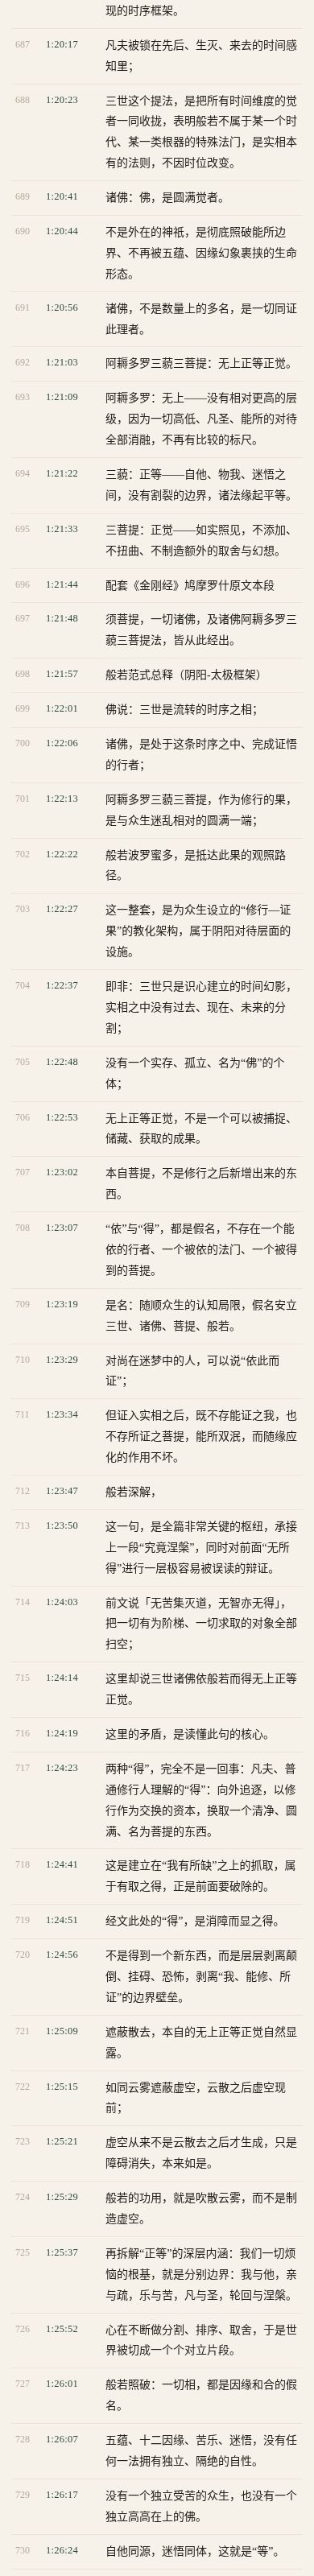 现的时序框架。
687 1:20:17 凡夫被锁在先后、生灭、来去的时间感
知里；
688 1:20:23 三世这个提法，是把所有时间维度的觉
者一同收拢，表明般若不属于某一个时
代、某一类根器的特殊法门，是实相本
有的法则，不因时位改变。
689 1:20:41 诸佛：佛，是圆满觉者。
690 1:20:44 不是外在的神祇，是彻底照破能所边
界、不再被五蕴、因缘幻象裹挟的生命
形态。
691 1:20:56 诸佛，不是数量上的多名，是一切同证
此理者。
692 1:21:03 阿耨多罗三藐三菩提：无上正等正觉。
693 1:21:09 阿耨多罗：无上——没有相对更高的层
级，因为一切高低、凡圣、能所的对待
全部消融，不再有比较的标尺。
694 1:21:22 三藐：正等——自他、物我、迷悟之
间，没有割裂的边界，诸法缘起平等。
695 1:21:33 三菩提：正觉——如实照见，不添加、
不扭曲、不制造额外的取舍与幻想。
696 1:21:44 配套《金刚经》鸠摩罗什原文本段
697 1:21:48 须菩提，一切诸佛，及诸佛阿耨多罗三
藐三菩提法，皆从此经出。
698 1:21:57 般若范式总释（阴阳-太极框架）
699 1:22:01 佛说：三世是流转的时序之相；
700 1:22:06 诸佛，是处于这条时序之中、完成证悟
的行者；
701 1:22:13 阿耨多罗三藐三菩提，作为修行的果，
是与众生迷乱相对的圆满一端；
702 1:22:22 般若波罗蜜多，是抵达此果的观照路
径。
703 1:22:27 这一整套，是为众生设立的“修行—证
果”的教化架构，属于阴阳对待层面的
设施。
704 1:22:37 即非：三世只是识心建立的时间幻影，
实相之中没有过去、现在、未来的分
割；
705 1:22:48 没有一个实存、孤立、名为“佛”的个
体；
706 1:22:53 无上正等正觉，不是一个可以被捕捉、
储藏、获取的成果。
707 1:23:02 本自菩提，不是修行之后新增出来的东
西。
708 1:23:07 “依”与“得”，都是假名，不存在一个能
依的行者、一个被依的法门、一个被得
到的菩提。
709 1:23:19 是名：随顺众生的认知局限，假名安立
三世、诸佛、菩提、般若。
710 1:23:29 对尚在迷梦中的人，可以说“依此而
证”；
711 1:23:34 但证入实相之后，既不存能证之我，也
不存所证之菩提，能所双泯，而随缘应
化的作用不坏。
712 1:23:47 般若深解，
713 1:23:50 这一句，是全篇非常关键的枢纽，承接
上一段“究竟涅槃”，同时对前面“无所
得”进行一层极容易被误读的辩证。
714 1:24:03 前文说「无苦集灭道，无智亦无得」，
把一切有为阶梯、一切求取的对象全部
扫空；
715 1:24:14 这里却说三世诸佛依般若而得无上正等
正觉。
716 1:24:19 这里的矛盾，是读懂此句的核心。
717 1:24:23 两种“得”，完全不是一回事：凡夫、普
通修行人理解的“得”：向外追逐，以修
行作为交换的资本，换取一个清净、圆
满、名为菩提的东西。
718 1:24:41 这是建立在“我有所缺”之上的抓取，属
于有取之得，正是前面要破除的。
719 1:24:51 经文此处的“得”，是消障而显之得。
720 1:24:56 不是得到一个新东西，而是层层剥离颠
倒、挂碍、恐怖，剥离“我、能修、所
证”的边界壁垒。
721 1:25:09 遮蔽散去，本自的无上正等正觉自然显
露。
722 1:25:15 如同云雾遮蔽虚空，云散之后虚空现
前；
723 1:25:21 虚空从来不是云散去之后才生成，只是
障碍消失，本来如是。
724 1:25:29 般若的功用，就是吹散云雾，而不是制
造虚空。
725 1:25:37 再拆解“正等”的深层内涵：我们一切烦
恼的根基，就是分别边界：我与他，亲
与疏，乐与苦，凡与圣，轮回与涅槃。
726 1:25:52 心在不断做分割、排序、取舍，于是世
界被切成一个个对立片段。
727 1:26:01 般若照破：一切相，都是因缘和合的假
名。
728 1:26:07 五蕴、十二因缘、苦乐、迷悟，没有任
何一法拥有独立、隔绝的自性。
729 1:26:17 没有一个独立受苦的众生，也没有一个
独立高高在上的佛。
730 1:26:24 自他同源，迷悟同体，这就是“等”。